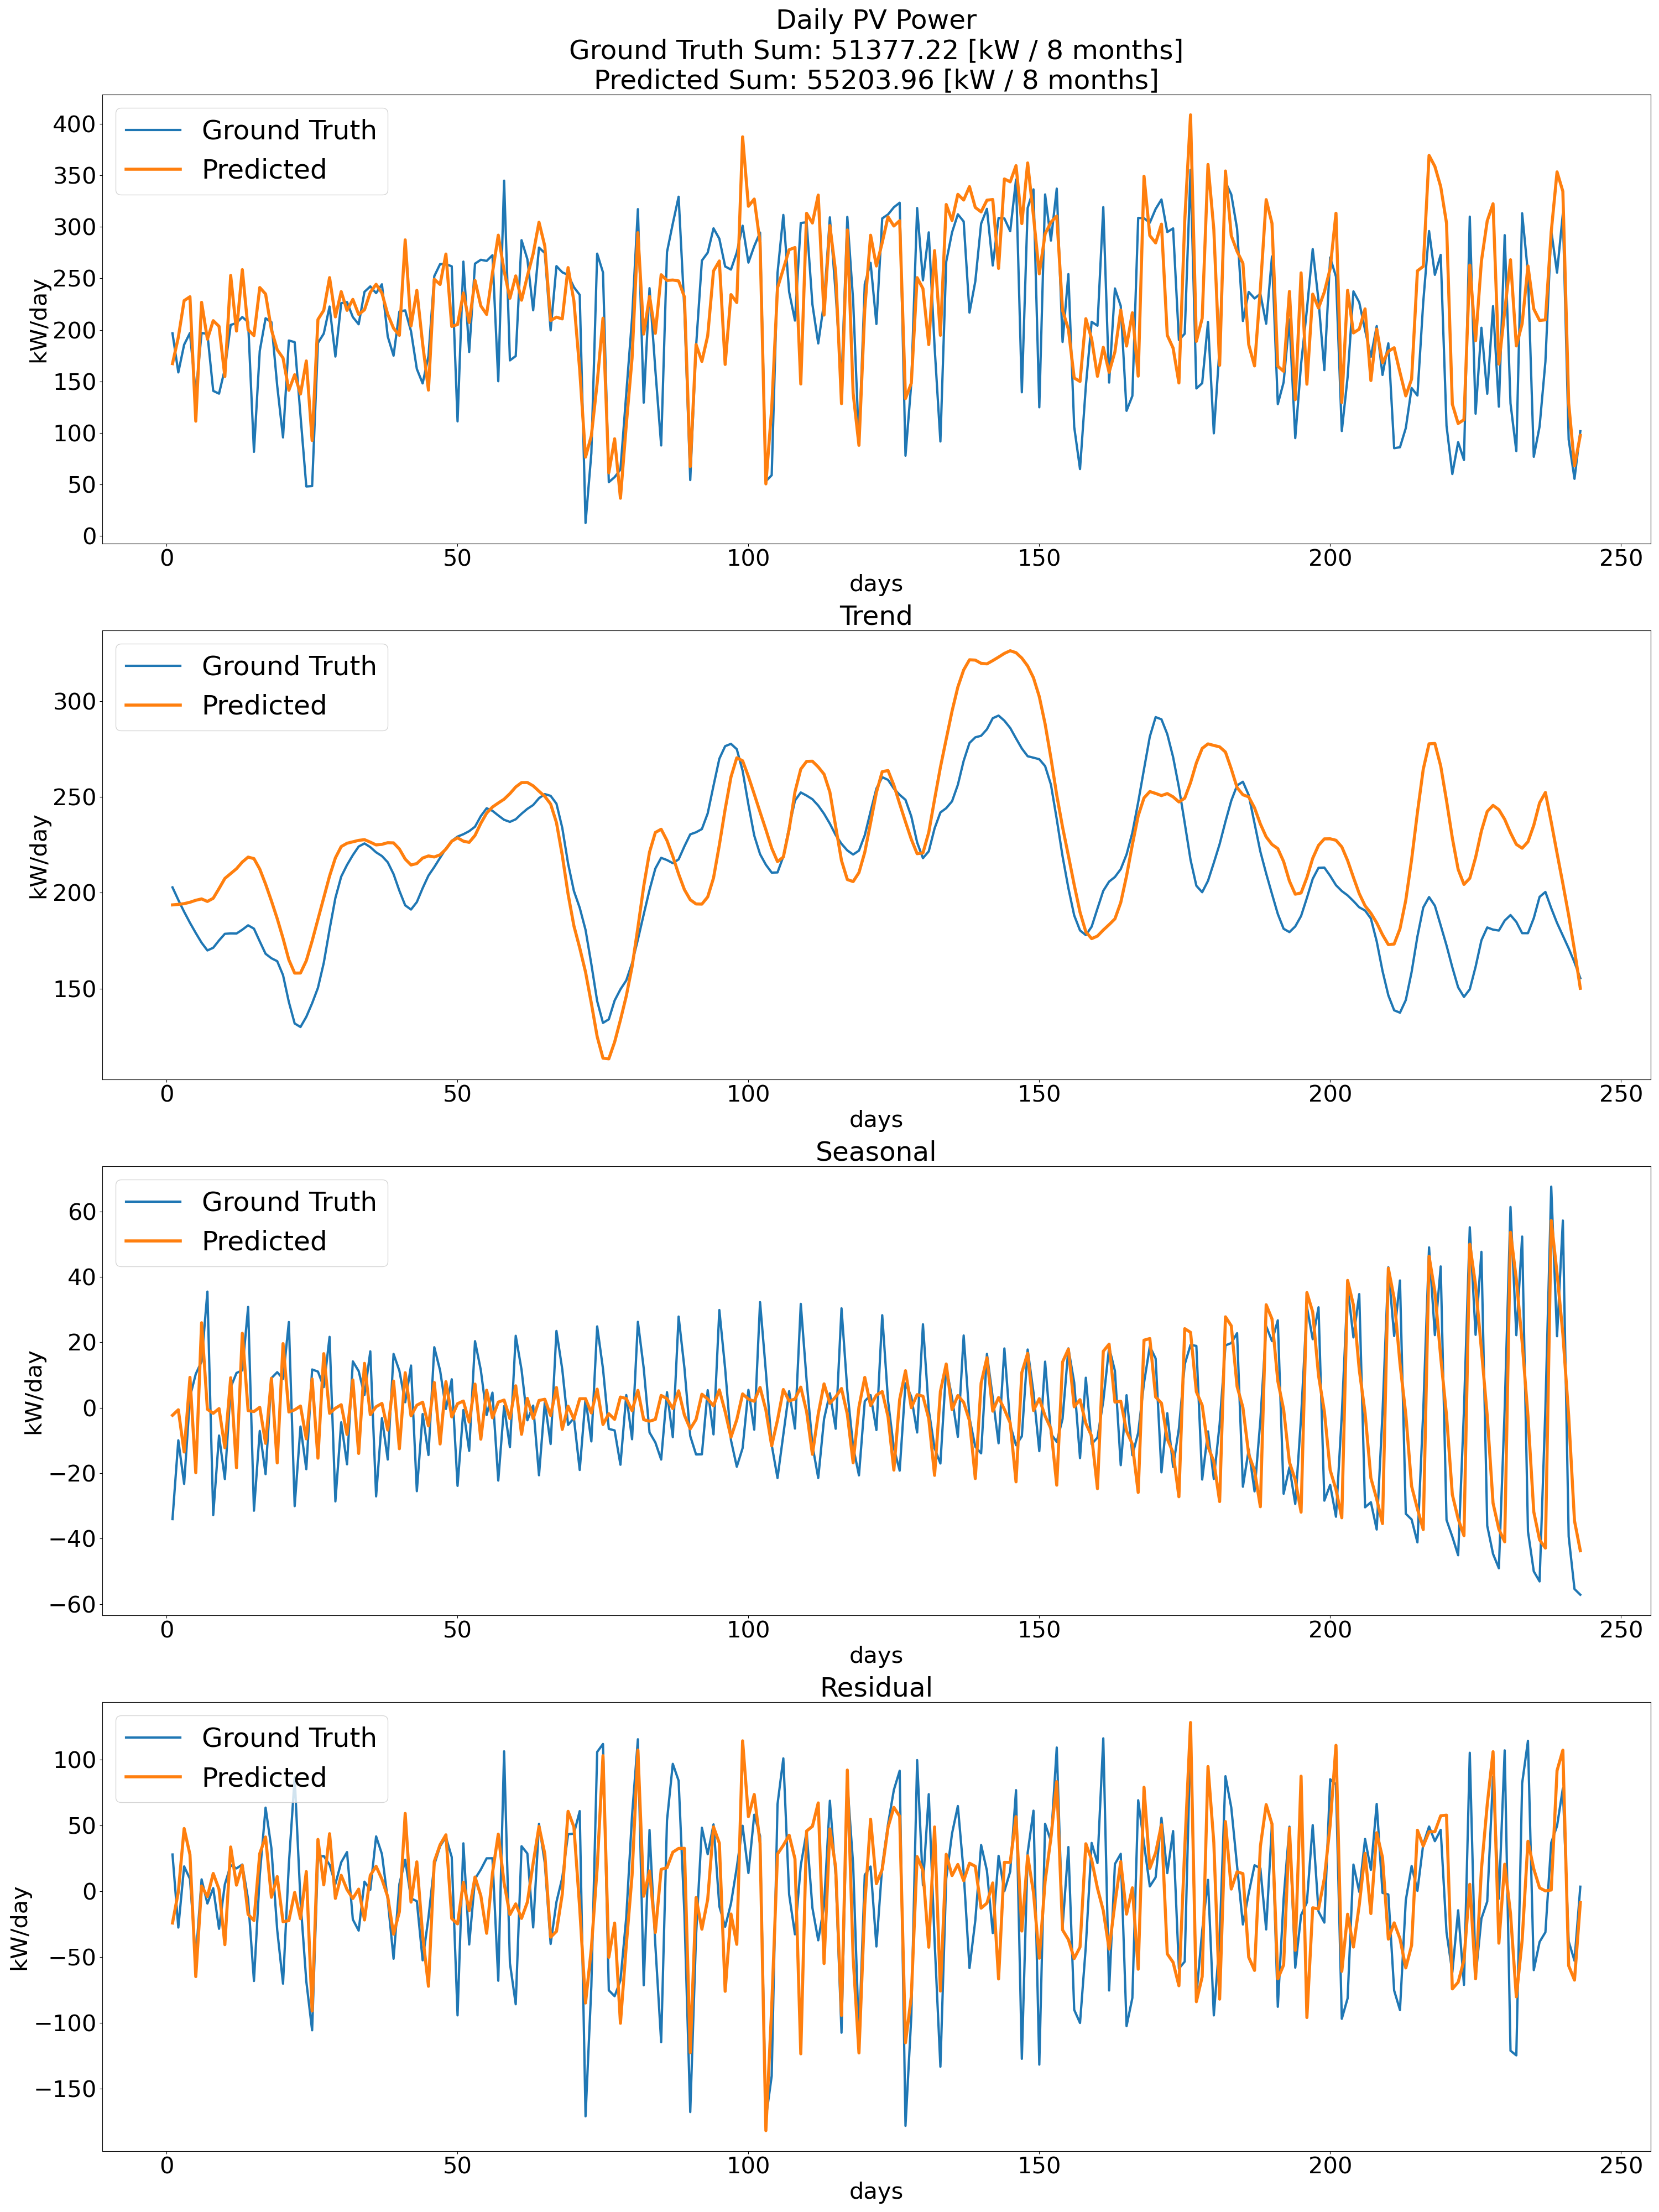 Daily PV Power
Ground Truth Sum: 51377.22 [kW / 8 months]
Predicted Sum: 55203.96 [kW / 8 months]
Ground Truth
Predicted
kW/day
400
350
300
250
200
150
100
50
0
0 50 100 150 200 250
days
Trend
Ground Truth
Predicted
kW/day
300
250
200
150
0 50 100 150 200 250
days
Seasonal
Ground Truth
Predicted
kW/day
60
40
20
0
−20
−40
−60
0 50 100 150 200 250
days
Residual
Ground Truth
Predicted
kW/day
100
50
0
−50
−100
−150
0 50 100 150 200 250
days